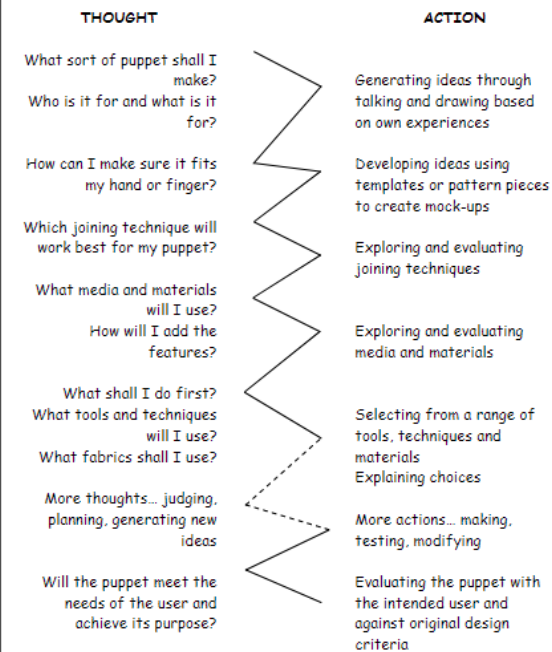 THOUGHT
ACTION
What sort of puppet shall I
make?
Who is it for and what is it
for?
Generating ideas through
talking and drawing based
on own experiences
How can I make sure it fits
my hand or finger?
Developing ideas using
templates or pattern pieces
to create mock-ups
Which joining technique will
work best for my puppet?
Exploring and evaluating
joining techniques
What media and materials
will I use?
How will I add the
features?
Exploring and evaluating
media and materials
What shall I do first?
What tools and techniques
will I use?
What fabrics shall I use?
Selecting from a range of
tools, techniques and
materials
Explaining choices
More thoughts... judging,
planning, generating new
ideas
More actions... making,
testing, modifying
Will the puppet meet the
needs of the user and
achieve its purpose?
Evaluating the puppet with
the intended user and
against original design
criteria